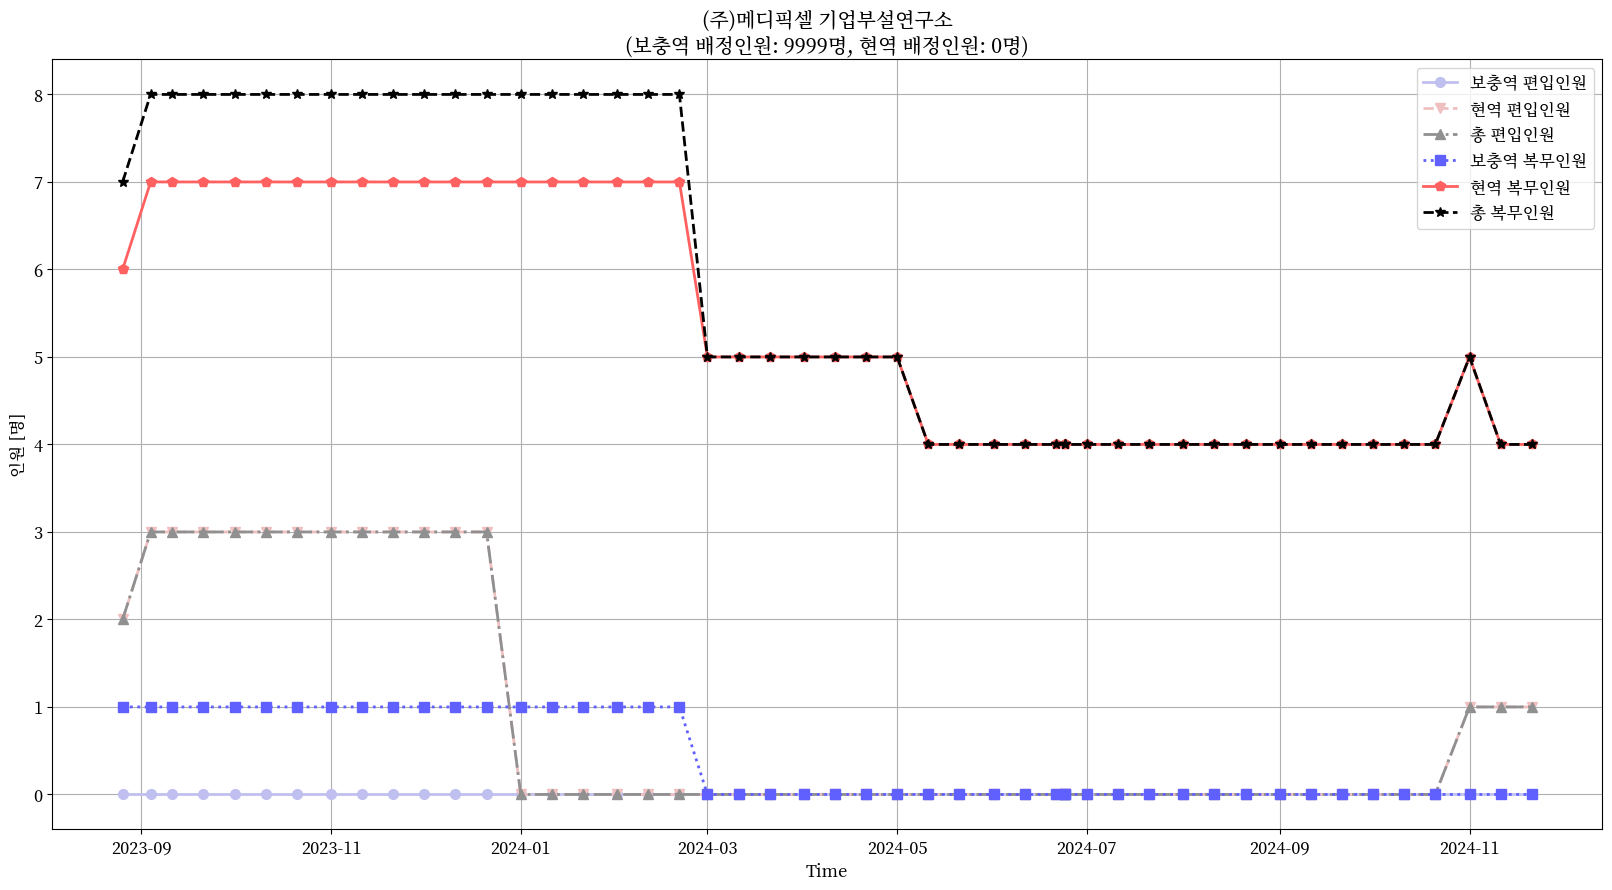 (주)메디픽셀 기업부설연구소
(보충역 배정인원: 9999명, 현역 배정인원: 0명)
보충역 편입인원
현역 편입인원
총 편입인원
보충역 복무인원
현역 복무인원
총 복무인원
인원 [명]
8
7
6
5
4
3
2
1
0
2023-09 2023-11 2024-01 2024-03 2024-05 2024-07 2024-09 2024-11
Time